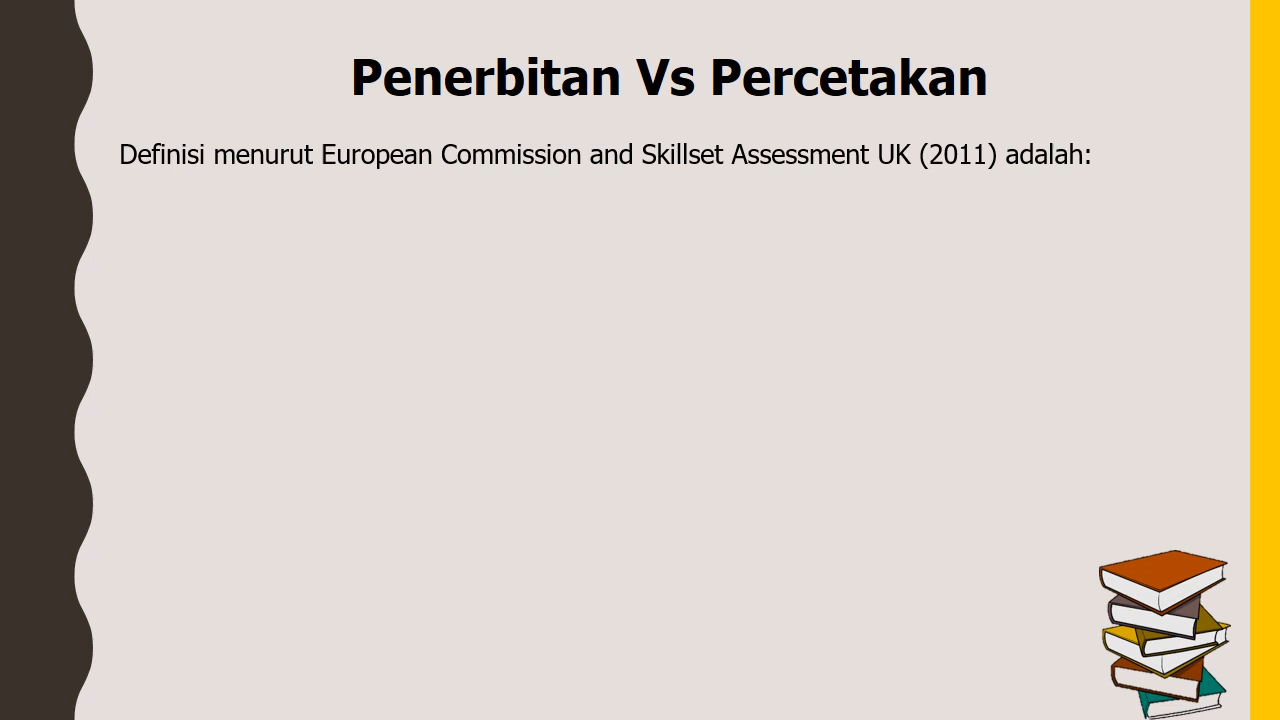 Penerbitan Vs Percetakan
Definisi menurut European Commission and Skillset Assessment UK (2011) adalah: